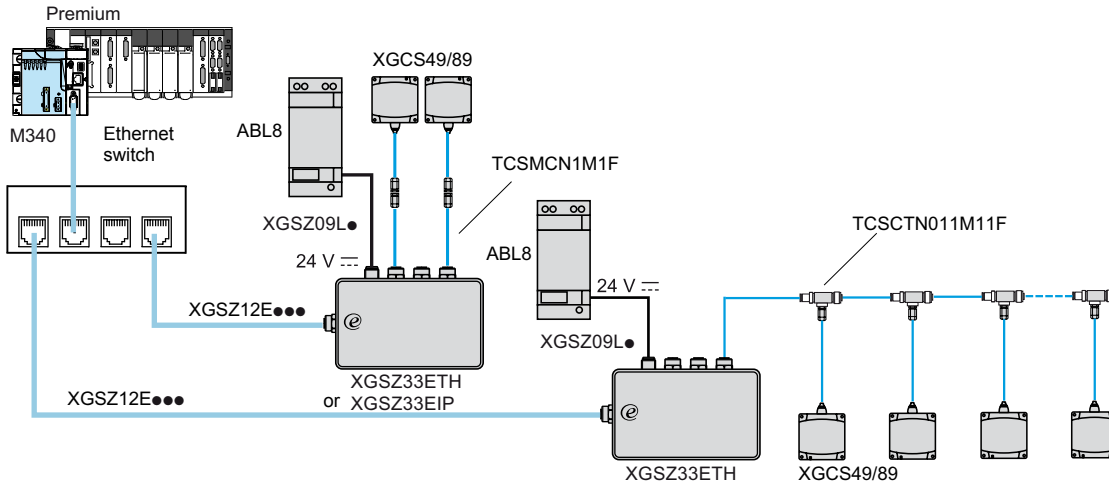 Premium
XGCS49/89
M340
Ethernet
switch
ABL8
TCSMCN1M1F
XGSZ09L●
ABL8
TCSCTN011M11F
24 V
24 V
XGSZ12E●●●
e
XGSZ09L●
XGSZ33ETH
or XGSZ33EIP
XGSZ12E●●●
e
XGSZ33ETH
XGCS49/89